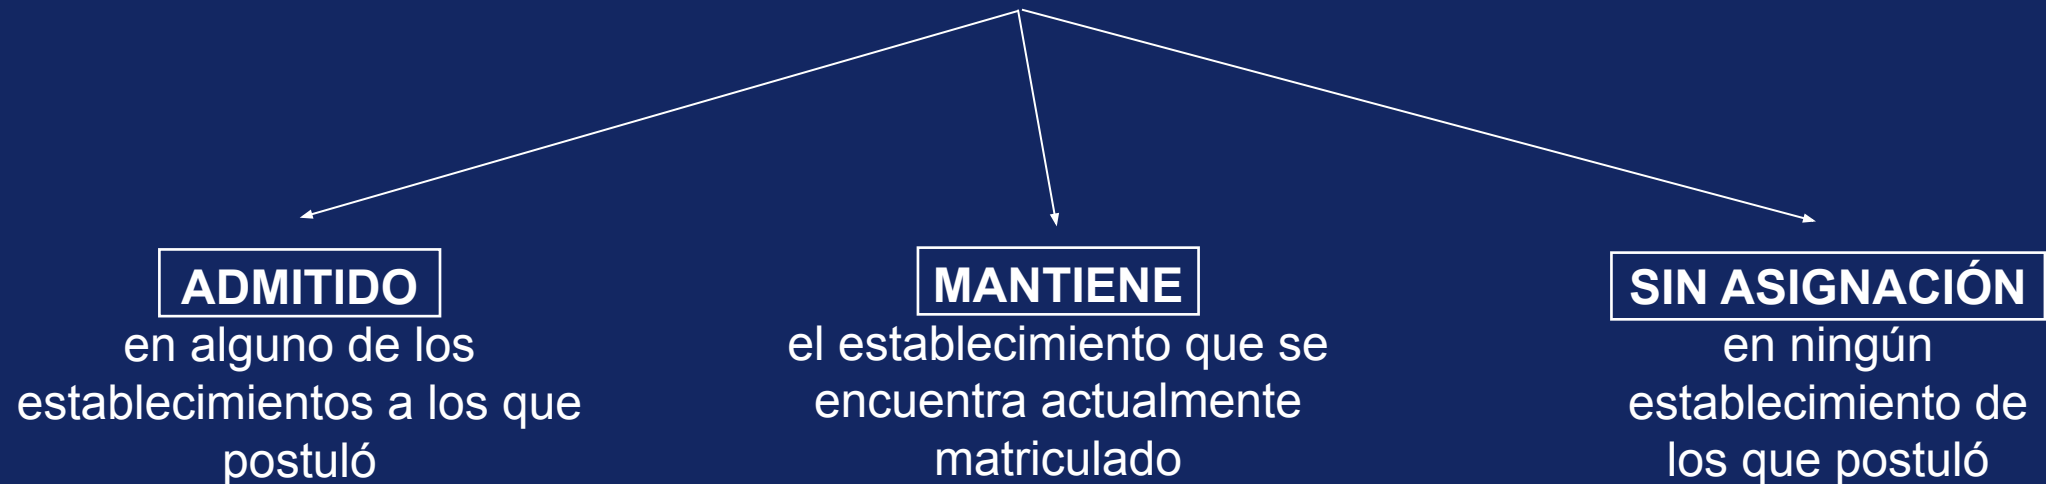 ADMITIDO
en alguno de los
establecimientos a los que
postuló
MANTIENE
el establecimiento que se
encuentra actualmente
matriculado
SIN ASIGNACIÓN
en ningún
establecimiento de
los que postuló